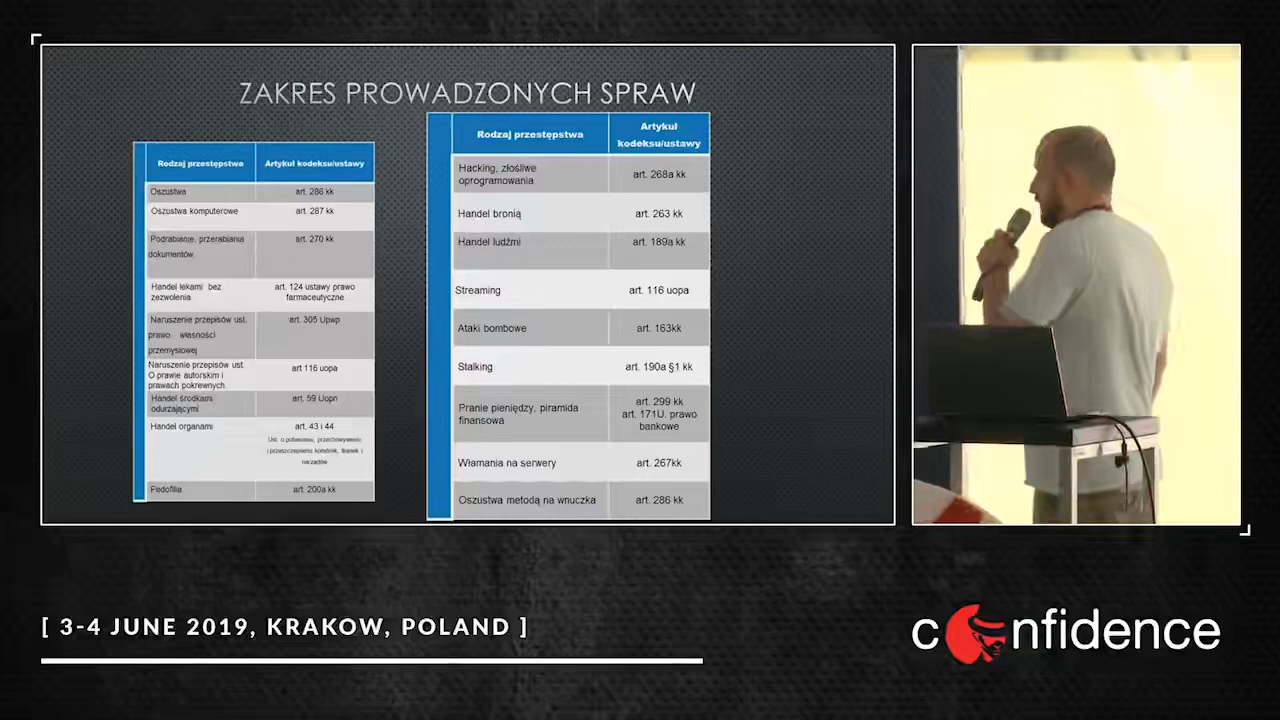 ZAKRES PROWADZONYCH SPRAW
Rodzaj przestępstwa Artykuł kodeksu/ustawy
Oszustwa art. 286 kk
Oszustwa komputerowe art. 287 kk
Podrabianie, przerabiania art. 270 kk
dokumentów
Handel lekami bez art. 124 ustawy prawo
zezwolenia farmaceutyczne
Naruszenie przepisów ust. art. 305 Upwp
prawo własności
przemysłowej
Naruszenie przepisów ust.
O prawie autorskim i art 116 uopa
prawach pokrewnych
Handel środkami art. 59 Uopn
odurzającymi
Handel organami art. 43 i 44
Ust. o pobieraniu, przechowywaniu
i przeszczepianiu komórek, tkanek i
narządów
Pedofilia art. 200a kk
Rodzaj przestępstwa Artykuł
kodeksu/ustawy
Hacking, złośliwe art. 268a kk
oprogramowania
Handel bronią art. 263 kk
Handel ludźmi art. 189a kk
Streaming art. 116 uopa
Ataki bombowe art. 163kk
Stalking art. 190a §1 kk
Pranie pieniędzy, piramida art. 299 kk
finansowa art. 171U. prawo
bankowe
Włamania na serwery art. 267kk
Oszustwa metodą na wnuczka art. 286 kk
[ 3-4 JUNE 2019, KRAKOW, POLAND ]
confidence